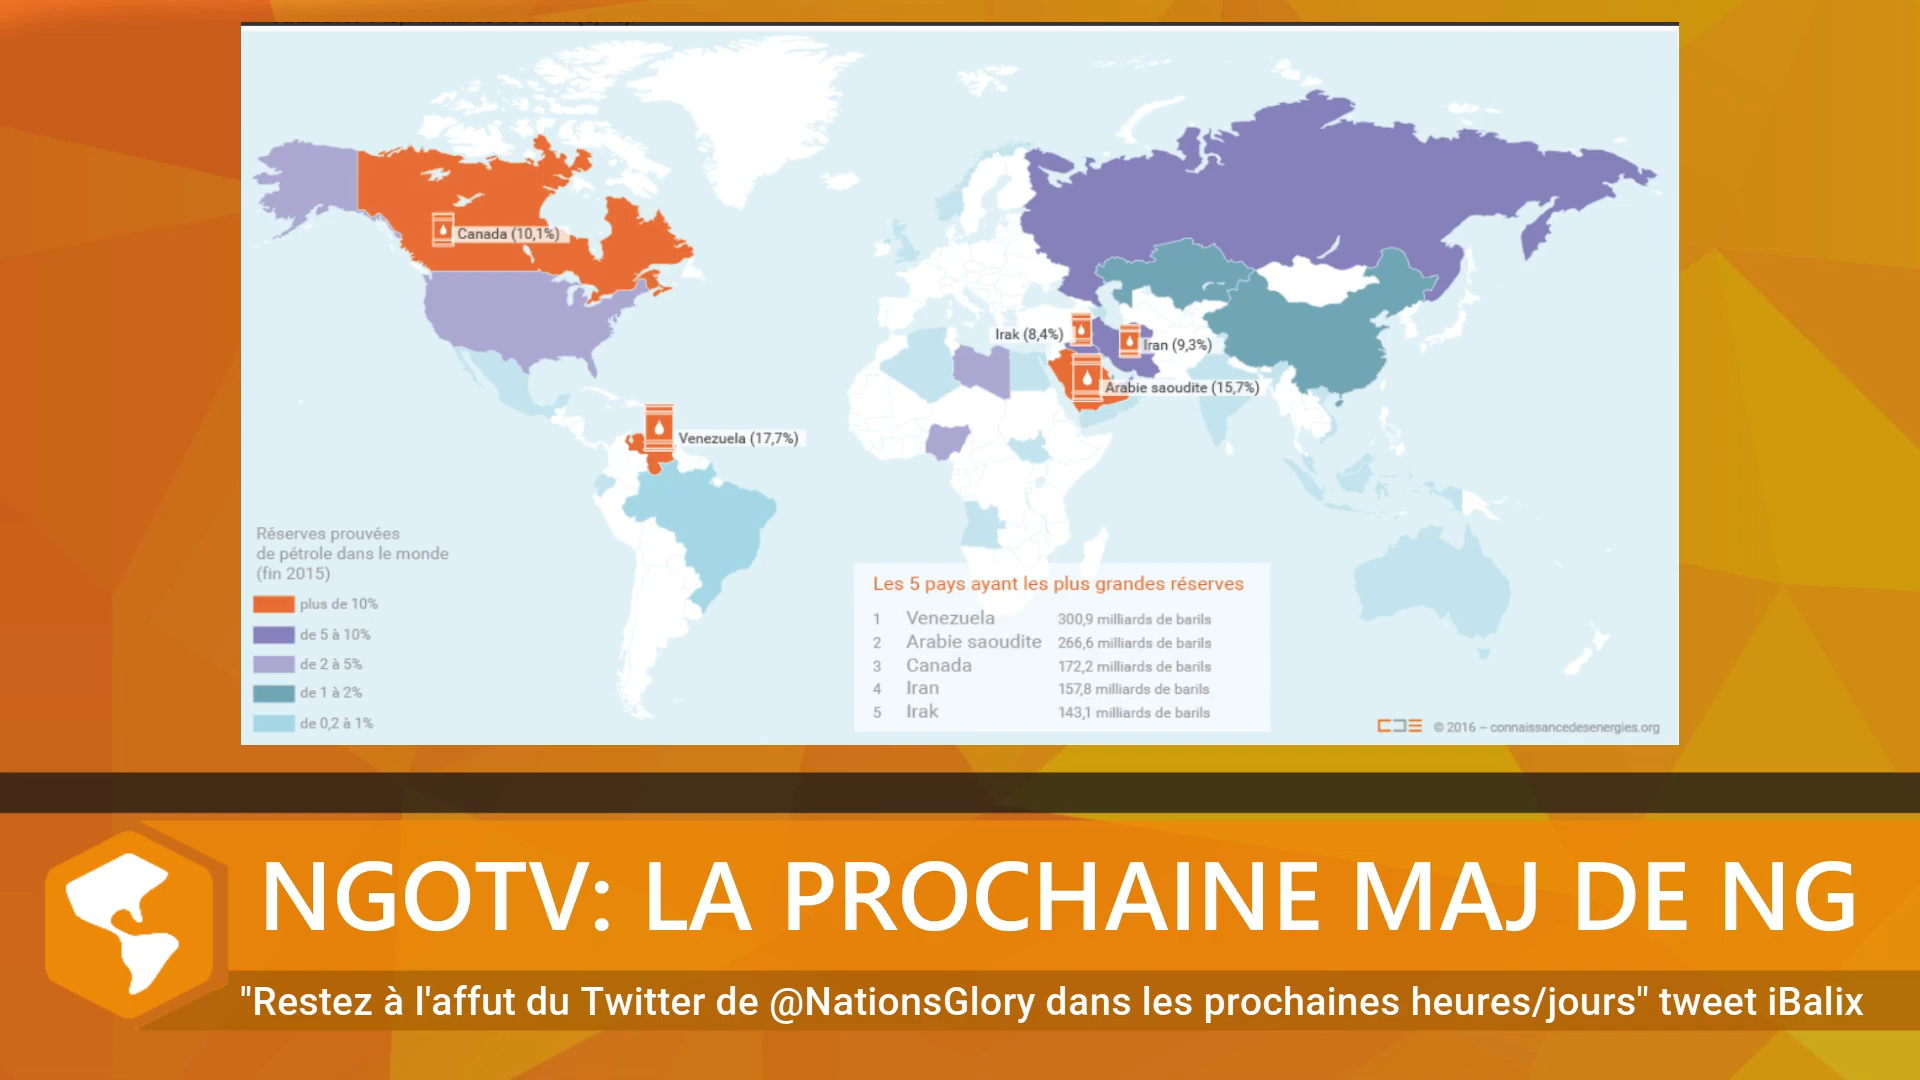 Canada (10,1%)
Irak (8,4%)
Iran (9,3%)
Arabie saoudite (15,7%)
Venezuela (17,7%)
Réserves prouvées
de pétrole dans le monde
(fin 2015)
plus de 10%
de 5 à 10%
de 2 à 5%
de 1 à 2%
de 0,2 à 1%
Les 5 pays ayant les plus grandes réserves
1 Venezuela 300,9 milliards de barils
2 Arabie saoudite 266,6 milliards de barils
3 Canada 172,2 milliards de barils
4 Iran 157,8 milliards de barils
5 Irak 143,1 milliards de barils
© 2016 – connaissancedesenergies.org
NGOTV: LA PROCHAINE MAJ DE NG
"Restez à l'affut du Twitter de @NationsGlory dans les prochaines heures/jours" tweet iBalix